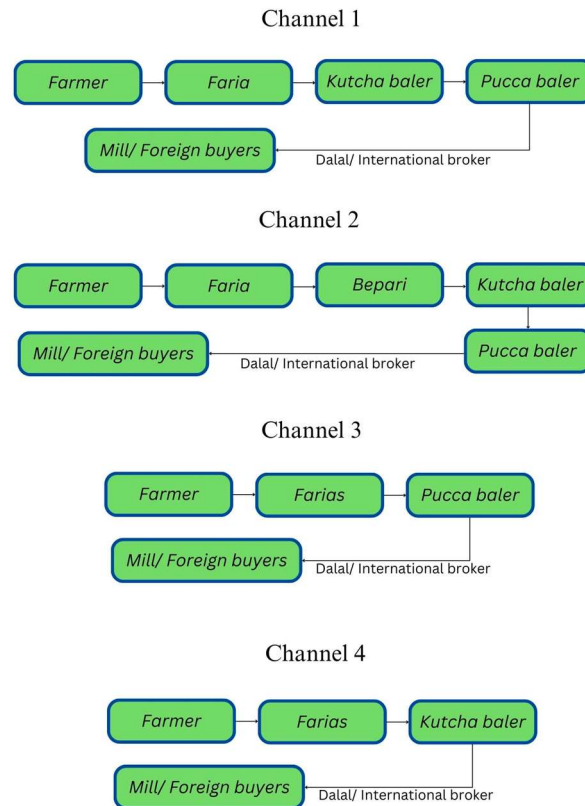 Channel 1
Farmer
Faria
Kutcha baler
Pucca baler
Mill/ Foreign buyers
Dalal/ International broker
Channel 2
Farmer
Faria
Bepari
Kutcha baler
Mill/ Foreign buyers
Dalal/ International broker
Pucca baler
Channel 3
Farmer
Farias
Pucca baler
Mill/ Foreign buyers
Dalal/ International broker
Channel 4
Farmer
Farias
Kutcha baler
Mill/ Foreign buyers
Dalal/ International broker